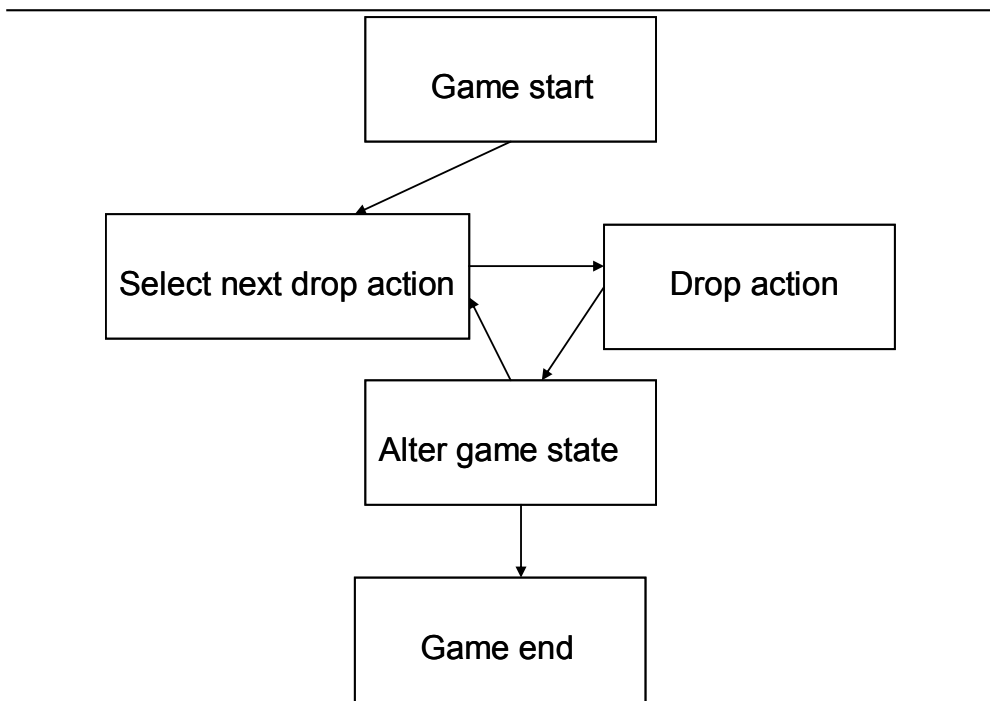 Game start
Select next drop action
Drop action
Alter game state
Game end